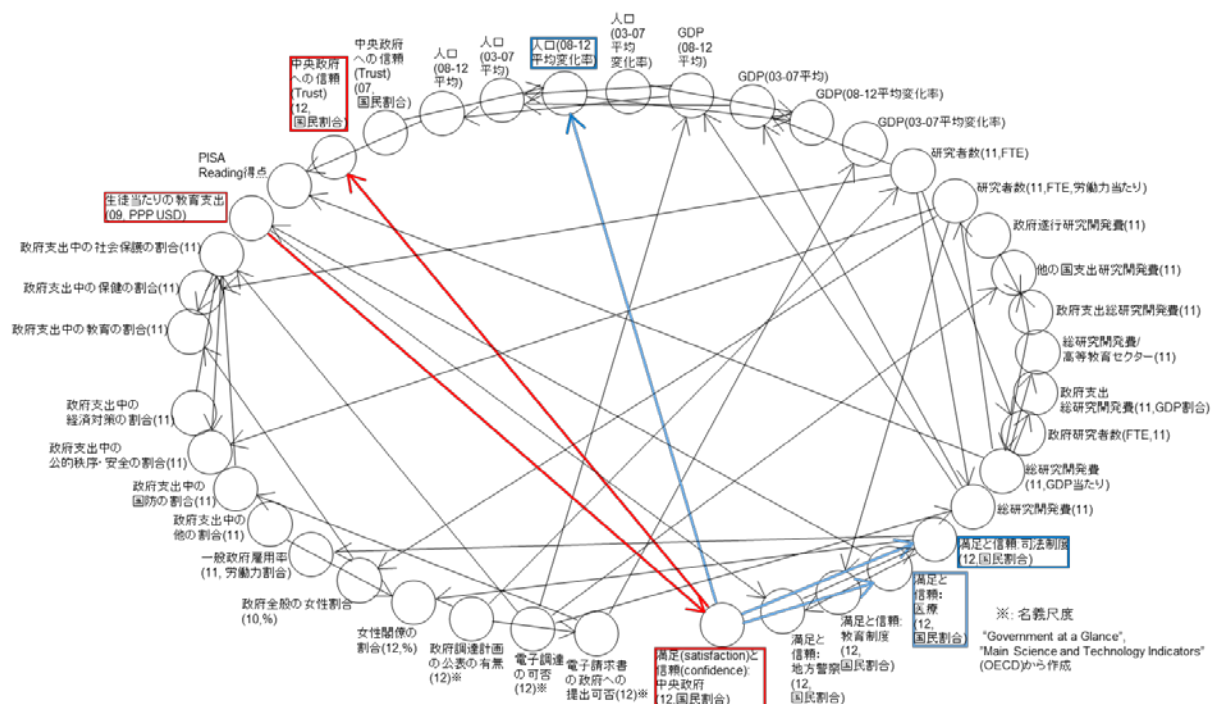 人口
(03-07
平均
変化率)
GDP
(08-12
平均)
人口(08-12
平均変化率)
人口
(03-07
平均)
人口
(08-12
平均)
中央政府
への信頼
(Trust)
(07,
国民割合)
中央政府
への信頼
(Trust)
(12,
国民割合)
GDP(03-07平均)
GDP(08-12平均変化率)
GDP(03-07平均変化率)
研究者数(11,FTE)
研究者数(11,FTE,労働力当たり)
政府遂行研究開発費(11)
他の国支出研究開発費(11)
政府支出総研究開発費(11)
総研究開発費/
高等教育セクター(11)
政府支出
総研究開発費(11,GDP割合)
政府研究者数(FTE,11)
総研究開発費
(11,GDP当たり)
総研究開発費(11)
満足と信頼:司法制度
(12,国民割合)
満足と
信頼:
医療
(12,
国民割合)
満足と信頼:
教育制度
(12,
国民割合)
満足と
信頼:
地方警察
(12,
国民割合)
満足(satisfaction)と
信頼(confidence):
中央政府
(12,国民割合)
PISA
Reading得点
生徒当たりの教育支出
(09, PPP USD)
政府支出中の社会保護の割合(11)
政府支出中の保健の割合(11)
政府支出中の教育の割合(11)
政府支出中の
経済対策の割合(11)
政府支出中の
公的秩序・安全の割合(11)
政府支出中の
国防の割合(11)
政府支出中の
他の割合(11)
一般政府雇用率
(11, 労働力割合)
政府全般の女性割合
(10,%)
女性閣僚の
割合(12,%)
政府調達計画
の公表の有無
(12)※
電子調達
の可否
(12)※
電子請求書
の政府への
提出可否(12)※
※: 名義尺度
"Government at a Glance",
"Main Science and Technology Indicators"
(OECD)から作成